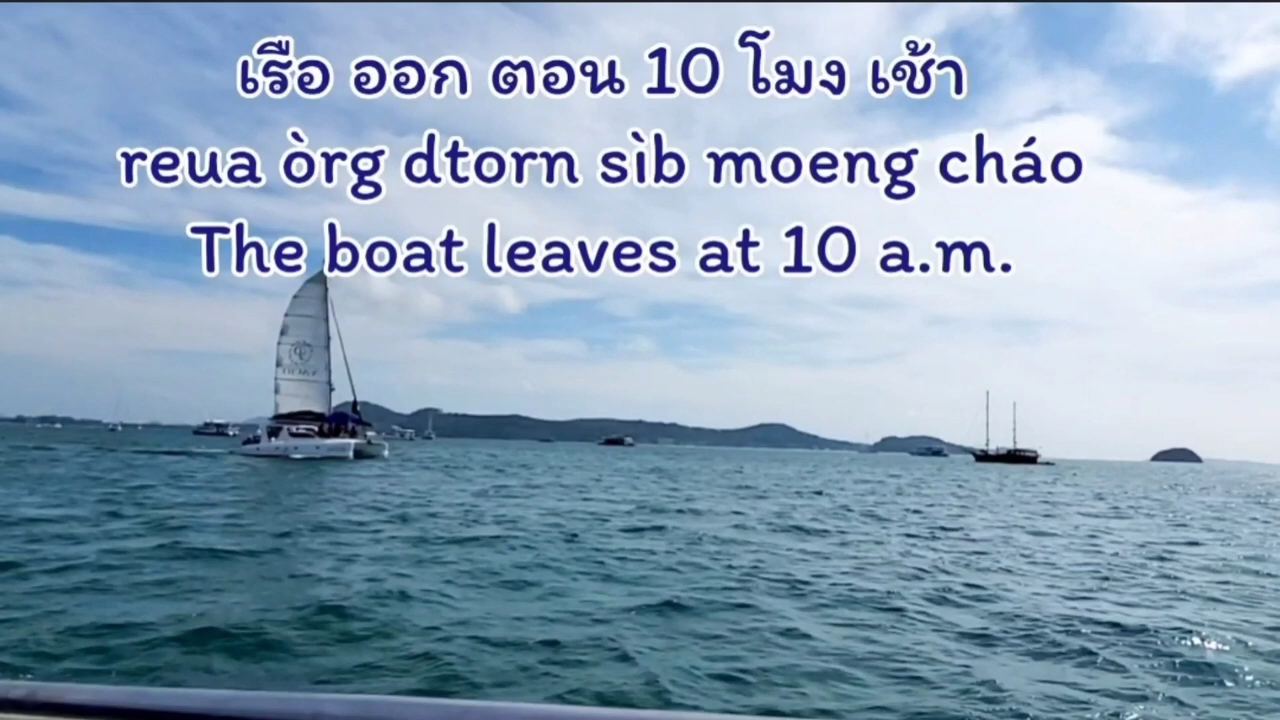 เรือ ออก ตอน 10 โมง เช้า
reua òrg dtorn sìb moeng cháo
The boat leaves at 10 a.m.